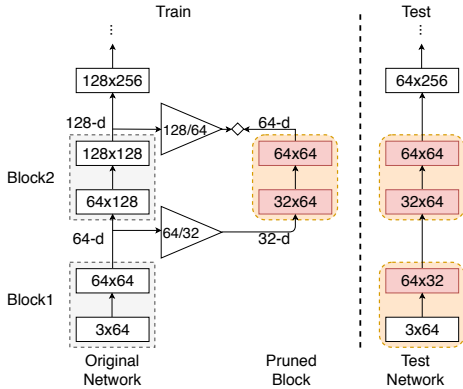 Train
Test
...
...
128x256
64x256
128-d
128/64
64-d
128x128
64x64
64x64
Block2
64x128
32x64
32x64
64-d
64/32
32-d
64x64
64x32
Block1
3x64
3x64
Original
Network
Pruned
Block
Test
Network